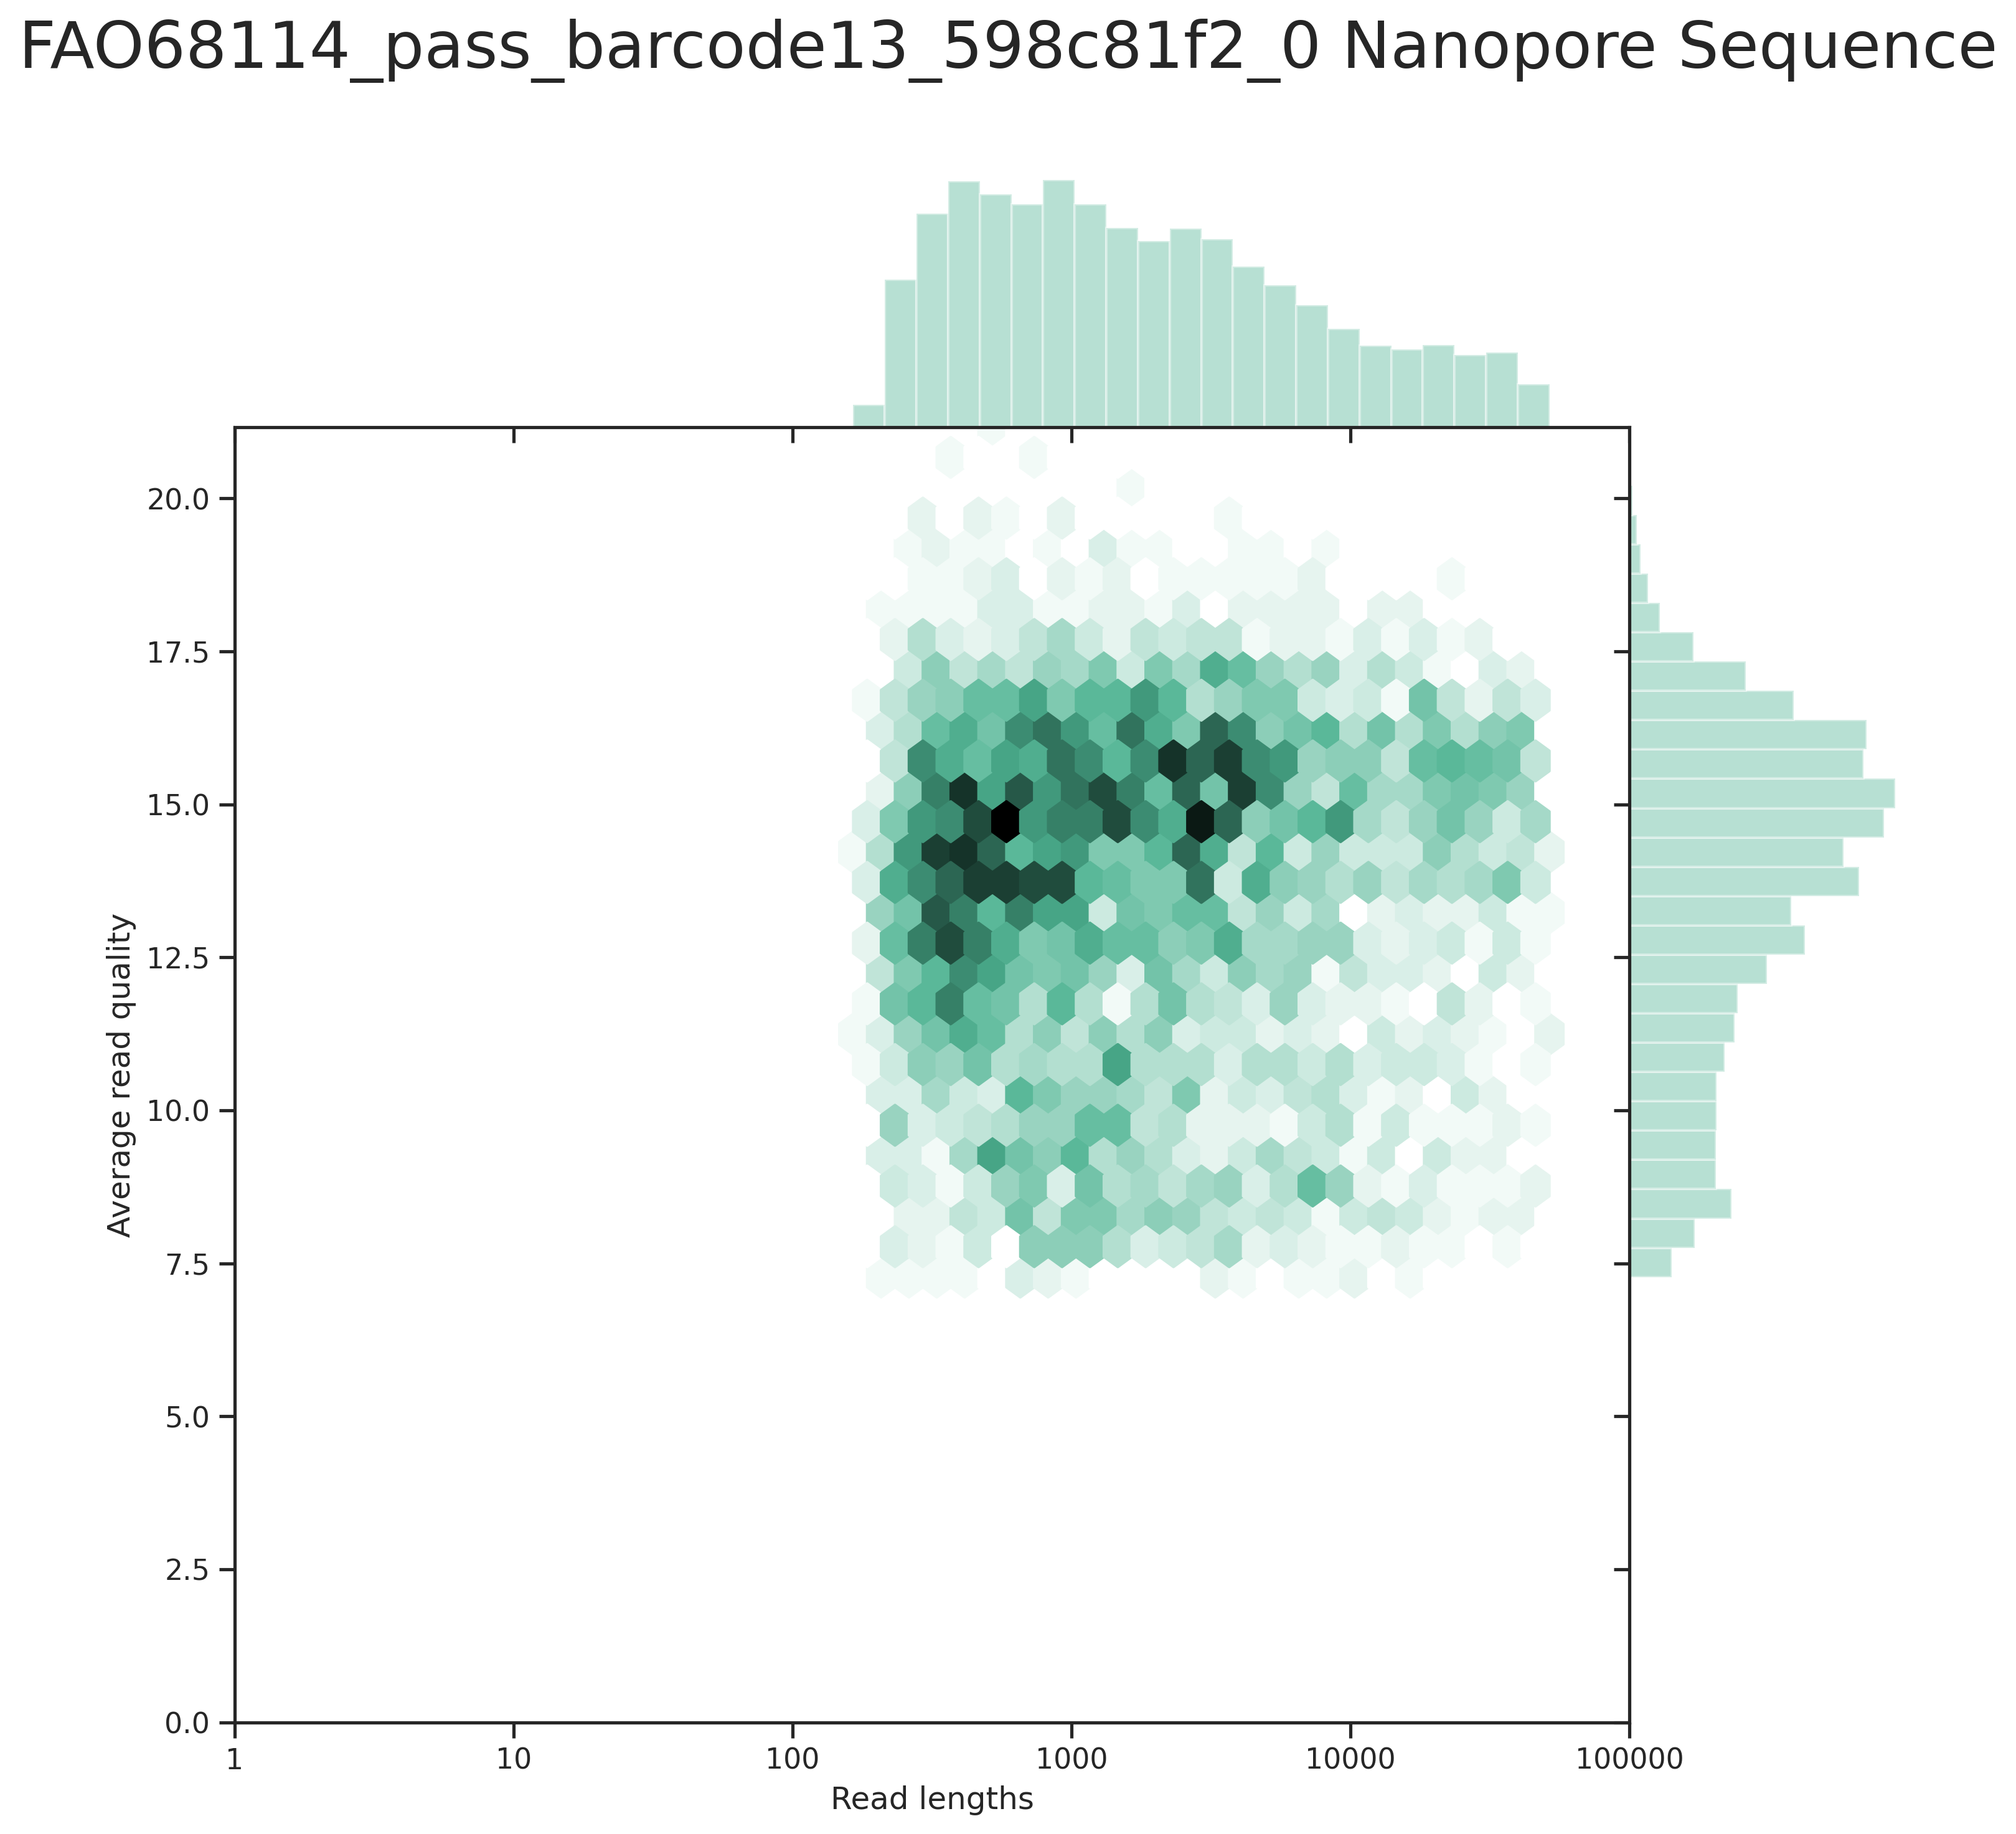 FAO68114_pass_barcode13_598c81f2_0 Nanopore Sequence
20.0
17.5
15.0
12.5
10.0
7.5
5.0
2.5
0.0
Average read quality
1 10 100 1000 10000 100000
Read lengths